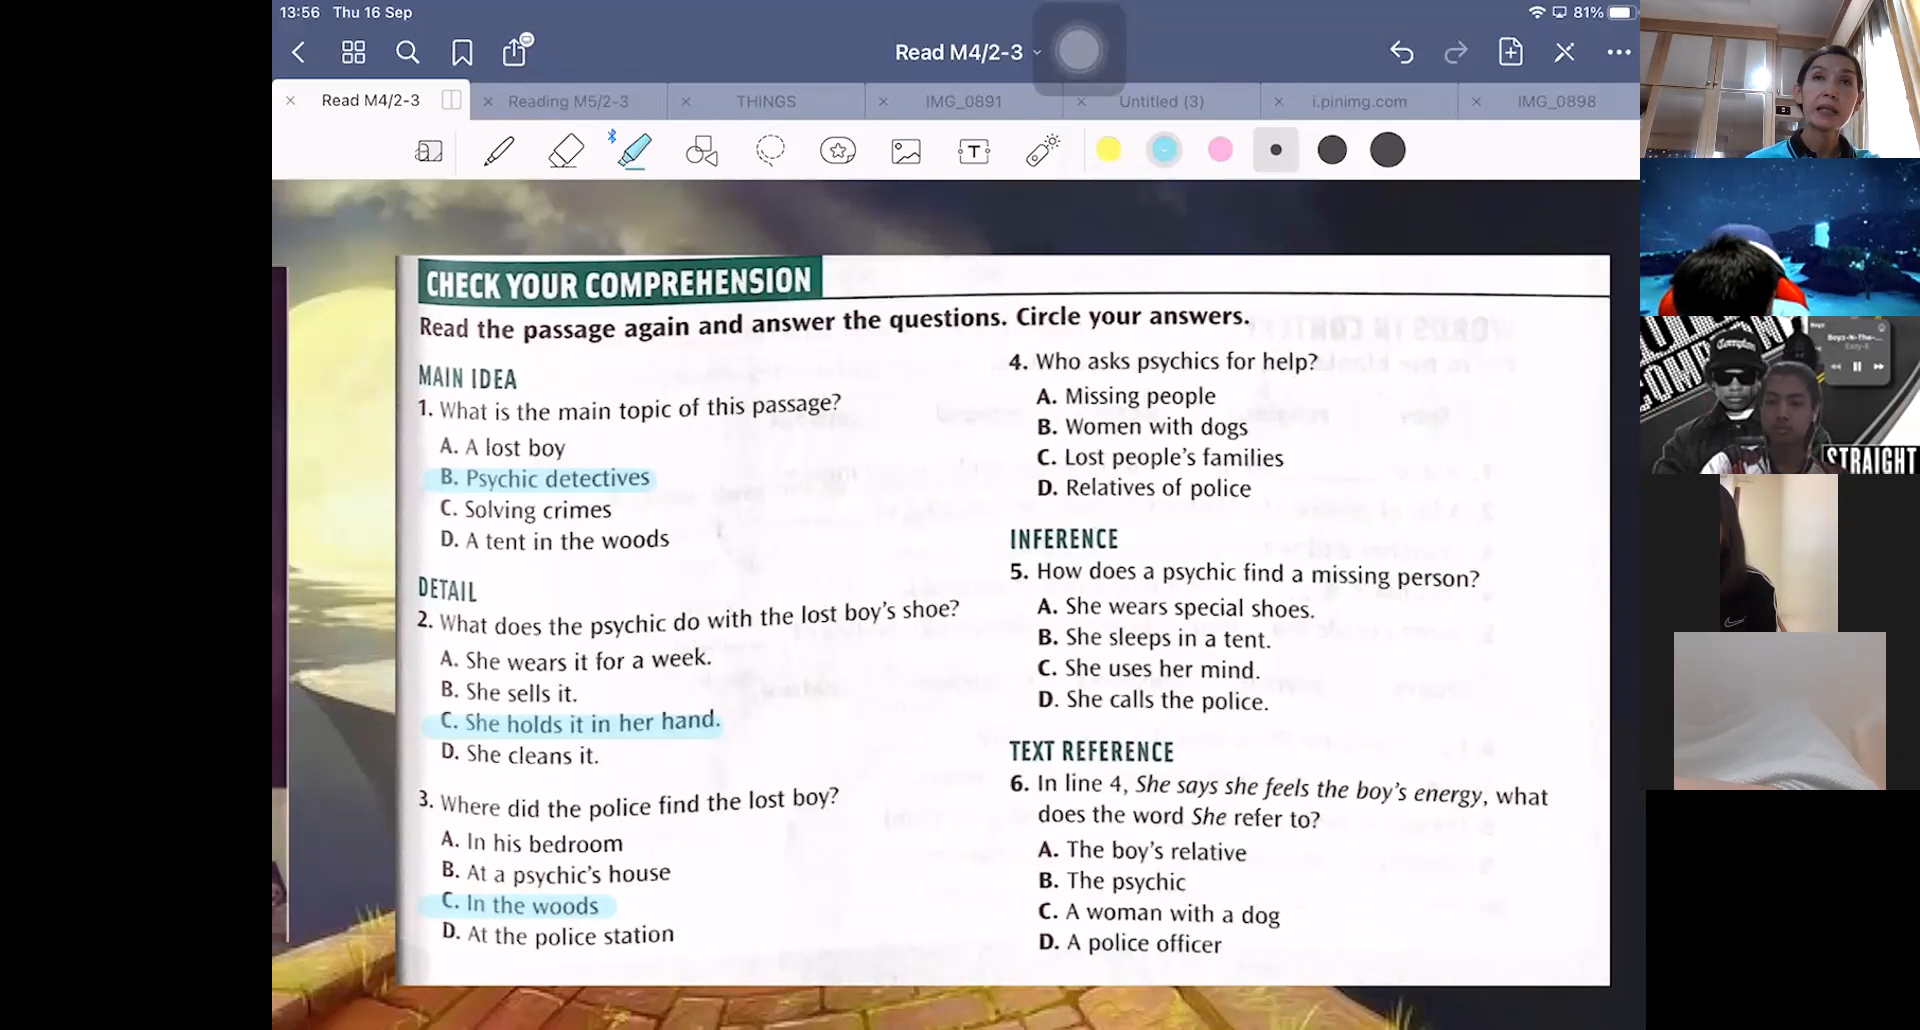 13:56 Thu 16 Sep
81%
Read M4/2-3
Read M4/2-3
Reading M5/2-3
THINGS
IMG_0891
Untitled (3)
i.pinimg.com
IMG_0898
T
CHECK YOUR COMPREHENSION
Read the passage again and answer the questions. Circle your answers.
MAIN IDEA
1. What is the main topic of this passage?
A. A lost boy
B. Psychic detectives
C. Solving crimes
D. A tent in the woods
DETAIL
2. What does the psychic do with the lost boy's shoe?
A. She wears it for a week.
B. She sells it.
C. She holds it in her hand.
D. She cleans it.
3. Where did the police find the lost boy?
A. In his bedroom
B. At a psychic's house
C. In the woods
D. At the police station
4. Who asks psychics for help?
A. Missing people
B. Women with dogs
C. Lost people's families
D. Relatives of police
INFERENCE
5. How does a psychic find a missing person?
A. She wears special shoes.
B. She sleeps in a tent.
C. She uses her mind.
D. She calls the police.
TEXT REFERENCE
6. In line 4, She says she feels the boy's energy, what
does the word She refer to?
A. The boy's relative
B. The psychic
C. A woman with a dog
D. A police officer
Compton
Boyz-N-The-...
Eazy-E
STRAIGHT